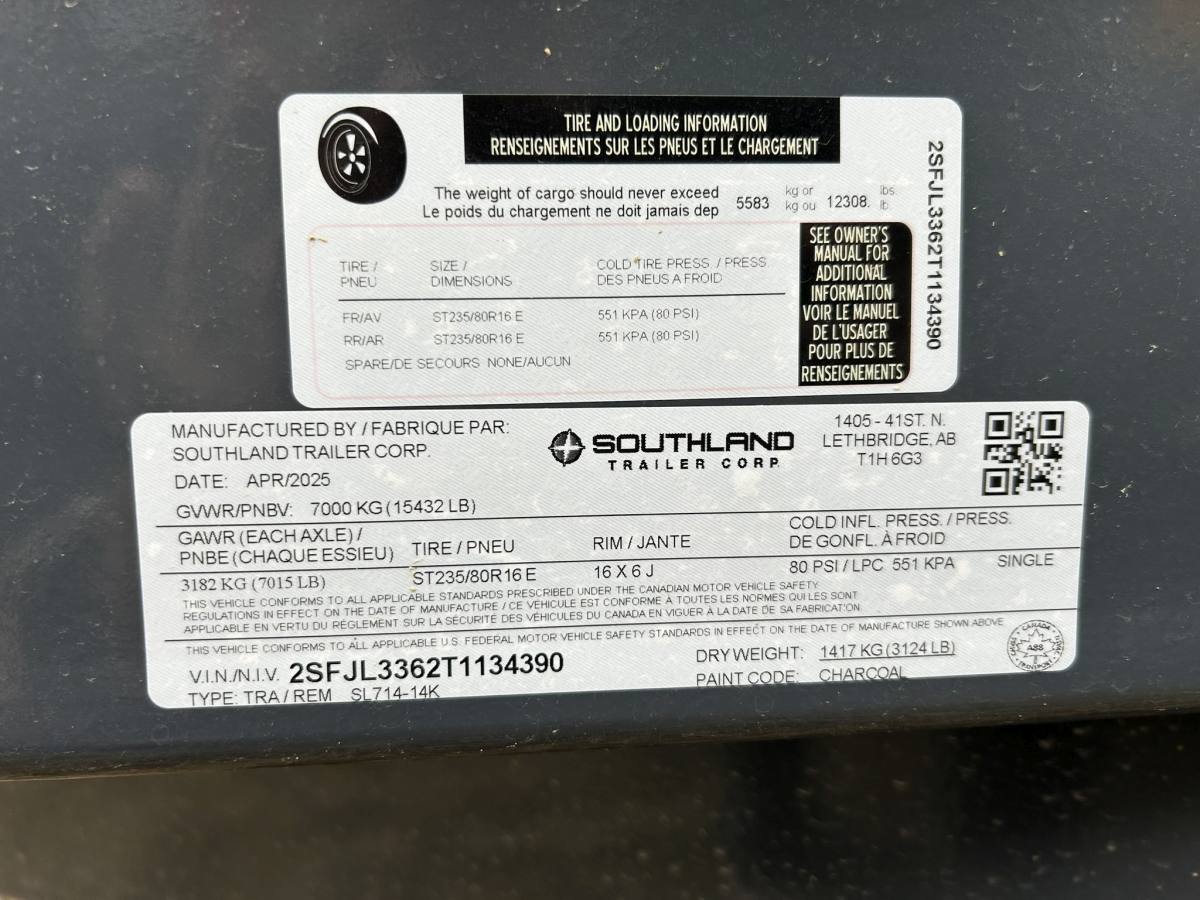 TIRE AND LOADING INFORMATION
RENSEIGNEMENTS SUR LES PNEUS ET LE CHARGEMENT
The weight of cargo should never exceed 5583 kg or 12308. lbs.
Le poids du chargement ne doit jamais dep kg ou lb.
TIRE / SIZE / COLD TIRE PRESS. / PRESS.
PNEU DIMENSIONS DES PNEUS A FROID
FR/AV ST235/80R16 E 551 KPA (80 PSI)
RR/AR ST235/80R16 E 551 KPA (80 PSI)
SPARE/DE SECOURS NONE/AUCUN
SEE OWNER'S
MANUAL FOR
ADDITIONAL
INFORMATION
VOIR LE MANUEL
DE L'USAGER
POUR PLUS DE
RENSEIGNEMENTS
2SFJL3362T1134390
MANUFACTURED BY / FABRIQUE PAR:
SOUTHLAND TRAILER CORP.
DATE: APR/2025
SOUTHLAND
TRAILER CORP.
1405 - 41ST. N.
LETHBRIDGE, AB
T1H 6G3
GVWR/PNBV: 7000 KG (15432 LB)
GAWR (EACH AXLE) /
PNBE (CHAQUE ESSIEU) TIRE / PNEU RIM / JANTE
COLD INFL. PRESS. / PRESS.
DE GONFL. À FROID
3182 KG (7015 LB) ST235/80R16 E 16 X 6 J 80 PSI / LPC 551 KPA SINGLE
THIS VEHICLE CONFORMS TO ALL APPLICABLE STANDARDS PRESCRIBED UNDER THE CANADIAN MOTOR VEHICLE SAFETY
REGULATIONS IN EFFECT ON THE DATE OF MANUFACTURE / CE VEHICULE EST CONFORME À TOUTES LES NORMES QUI LES SONT
APPLICABLE EN VERTU DU RÉGLEMENT SUR LA SÉCURITÉ DES VÉHICULES DU CANADA EN VIGUER À LA DATE DE SA FABRICATION
THIS VEHICLE CONFORMS TO ALL APPLICABLE U.S. FEDERAL MOTOR VEHICLE SAFETY STANDARDS IN EFFECT ON THE DATE OF MANUFACTURE SHOWN ABOVE
V.I.N./N.I.V. 2SFJL3362T1134390
TYPE: TRA / REM SL714-14K
DRY WEIGHT: 1417 KG (3124 LB)
PAINT CODE: CHARCOAL
CANADA
TRANSPORT